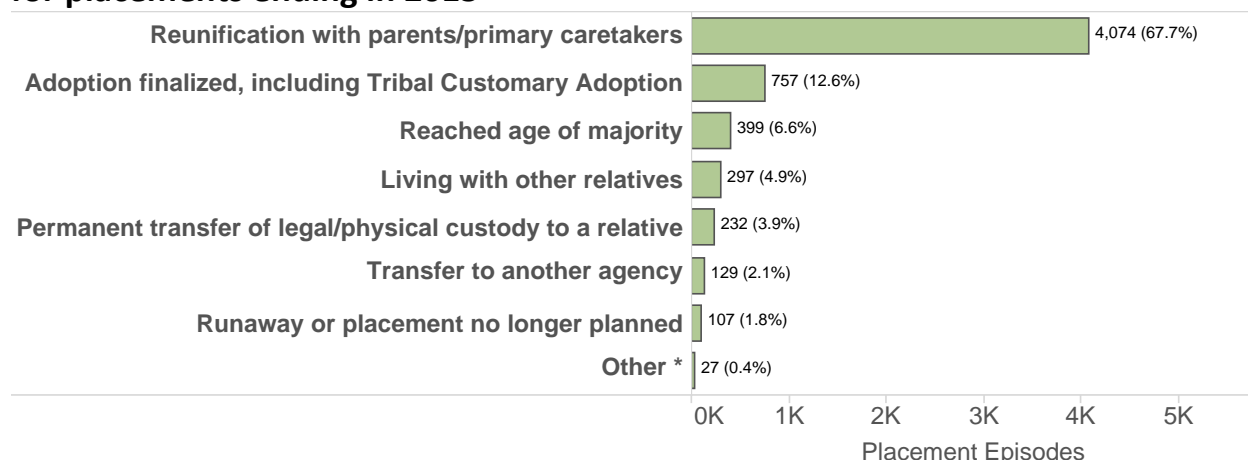 Reunification with parents/primary caretakers 4,074 (67.7%)
Adoption finalized, including Tribal Customary Adoption 757 (12.6%)
Reached age of majority 399 (6.6%)
Living with other relatives 297 (4.9%)
Permanent transfer of legal/physical custody to a relative 232 (3.9%)
Transfer to another agency 129 (2.1%)
Runaway or placement no longer planned 107 (1.8%)
Other * 27 (0.4%)
0K 1K 2K 3K 4K 5K
Placement Episodes